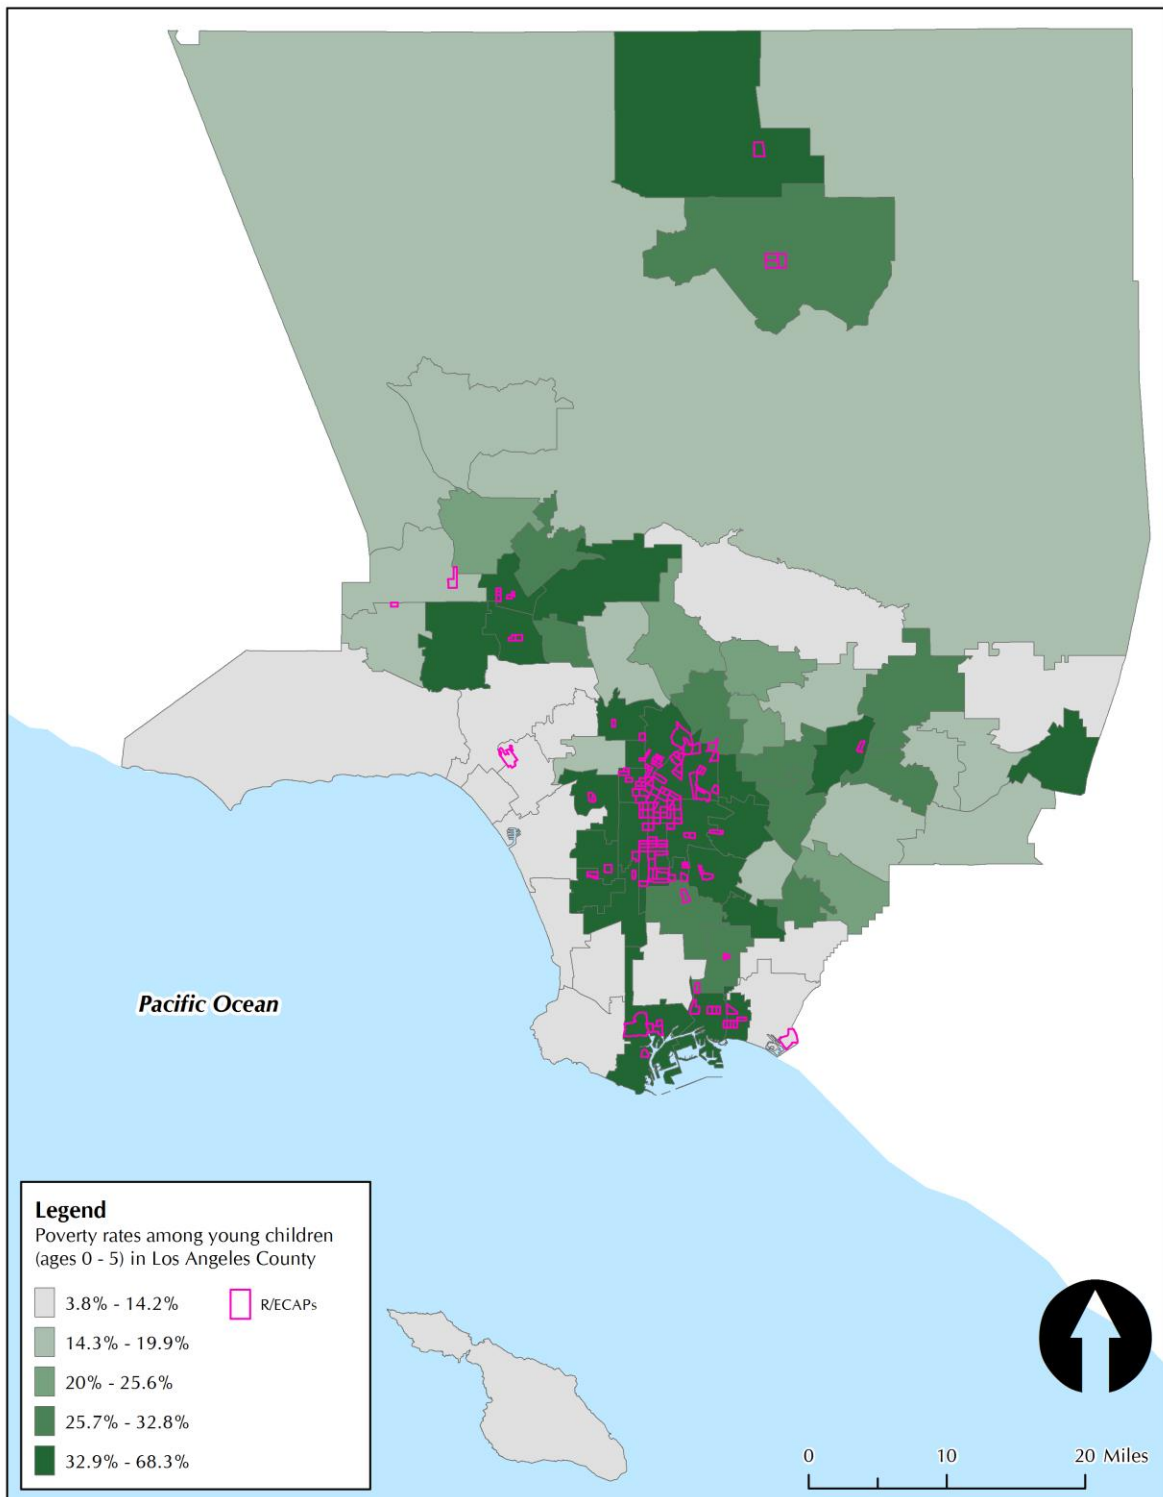 Pacific Ocean
Legend
Poverty rates among young children
(ages 0 - 5) in Los Angeles County
3.8% - 14.2%
R/ECAPs
14.3% - 19.9%
20% - 25.6%
25.7% - 32.8%
32.9% - 68.3%
0 10 20 Miles